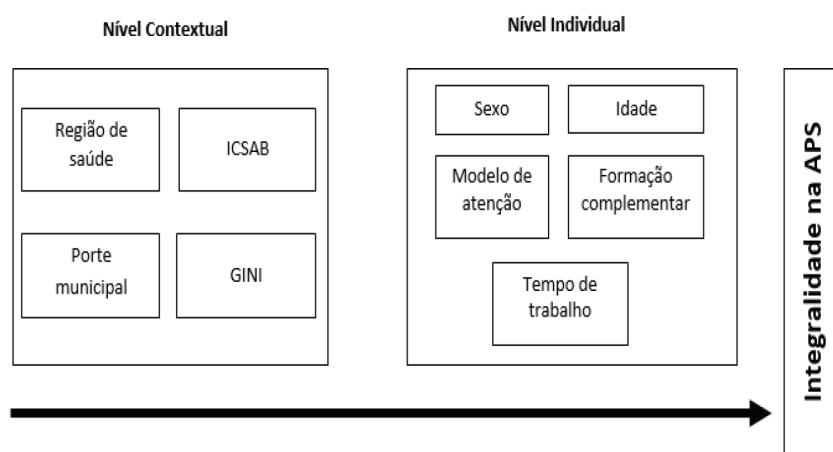 Nível Contextual
Região de
saúde
ICSAB
Porte
municipal
GINI
Nível Individual
Sexo
Idade
Modelo de
atenção
Formação
complementar
Tempo de
trabalho
Integralidade na APS